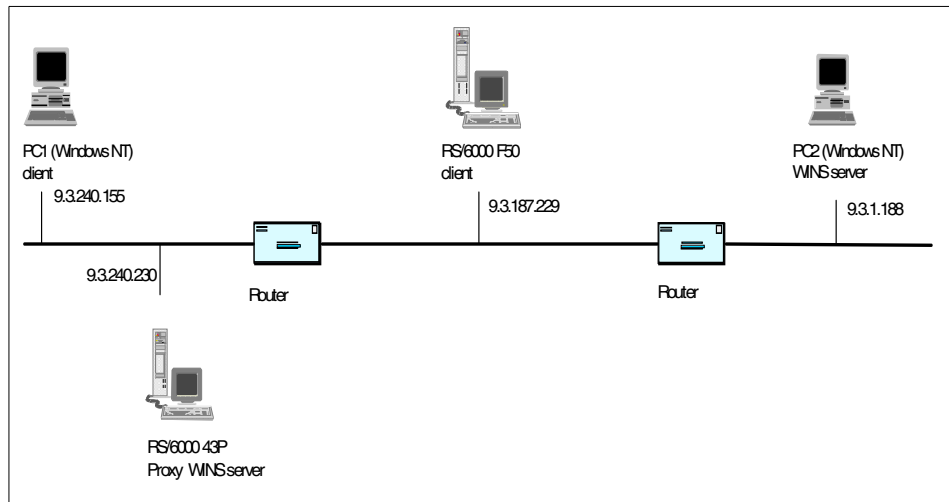 PC1 (Windows NT)
client
9.3.240.155
RS/6000 F50
client
9.3.187.229
PC2 (Windows NT)
WINS server
9.3.1.188
9.3.240.230
Router
Router
RS/6000 43P
Proxy WINS server